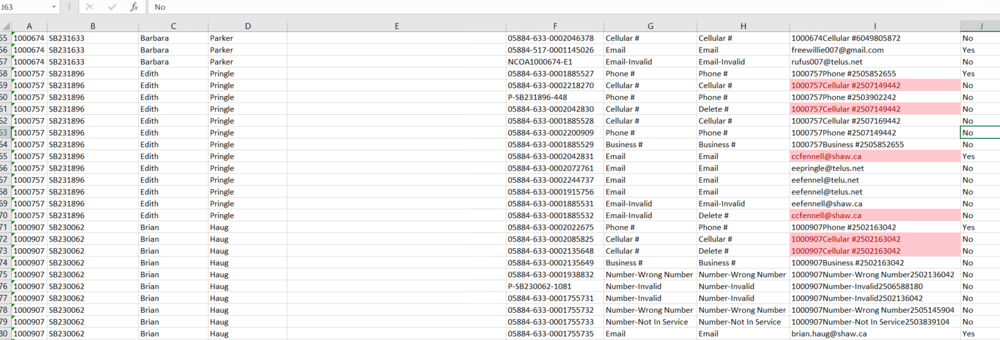 J63 fx No
A B C D E F G H I J
55 1000674 SB231633 Barbara Parker 05884-633-0002046378 Cellular # Cellular # 1000674Cellular #6049805872 No
56 1000674 SB231633 Barbara Parker 05884-517-0001145026 Email Email freewillie007@gmail.com Yes
57 1000674 SB231633 Barbara Parker NCOA1000674-E1 Email-Invalid Email-Invalid rufus007@telus.net No
58 1000757 SB231896 Edith Pringle 05884-633-0001885527 Phone # Phone # 1000757Phone #2505852655 Yes
59 1000757 SB231896 Edith Pringle 05884-633-0002218270 Cellular # Cellular # 1000757Cellular #2507149442 No
60 1000757 SB231896 Edith Pringle P-SB231896-448 Phone # Phone # 1000757Phone #2503902242 No
61 1000757 SB231896 Edith Pringle 05884-633-0002042830 Cellular # Delete # 1000757Cellular #2507149442 No
62 1000757 SB231896 Edith Pringle 05884-633-0001885528 Cellular # Cellular # 1000757Cellular #2507169442 No
63 1000757 SB231896 Edith Pringle 05884-633-0002200909 Phone # Phone # 1000757Phone #2507149442 No
64 1000757 SB231896 Edith Pringle 05884-633-0001885529 Business # Business # 1000757Business #2505852655 No
65 1000757 SB231896 Edith Pringle 05884-633-0002042831 Email Email ccfennell@shaw.ca Yes
66 1000757 SB231896 Edith Pringle 05884-633-0002072761 Email Email eepringle@telus.net No
67 1000757 SB231896 Edith Pringle 05884-633-0002244737 Email Email eefennel@telu.net No
68 1000757 SB231896 Edith Pringle 05884-633-0001915756 Email Email eefennel@telus.net No
69 1000757 SB231896 Edith Pringle 05884-633-0001885531 Email-Invalid Email-Invalid eefennell@shaw.ca No
70 1000757 SB231896 Edith Pringle 05884-633-0001885532 Email-Invalid Delete # ccfennell@shaw.ca No
71 1000907 SB230062 Brian Haug 05884-633-0002022675 Phone # Phone # 1000907Phone #2502163042 Yes
72 1000907 SB230062 Brian Haug 05884-633-0002085825 Cellular # Cellular # 1000907Cellular #2502163042 No
73 1000907 SB230062 Brian Haug 05884-633-0002135648 Cellular # Delete # 1000907Cellular #2502163042 No
74 1000907 SB230062 Brian Haug 05884-633-0002135649 Business # Business # 1000907Business #2502163042 No
75 1000907 SB230062 Brian Haug 05884-633-0001938832 Number-Wrong Number Number-Wrong Number 1000907Number-Wrong Number2502136042 No
76 1000907 SB230062 Brian Haug P-SB230062-1081 Number-Invalid Number-Invalid 1000907Number-Invalid2506588180 No
77 1000907 SB230062 Brian Haug 05884-633-0001755731 Number-Invalid Number-Invalid 1000907Number-Invalid2502136042 No
78 1000907 SB230062 Brian Haug 05884-633-0001755732 Number-Wrong Number Number-Wrong Number 1000907Number-Wrong Number2505145904 No
79 1000907 SB230062 Brian Haug 05884-633-0001755733 Number-Not In Service Number-Not In Service 1000907Number-Not In Service2503839104 No
80 1000907 SB230062 Brian Haug 05884-633-0001755735 Email Email brian.haug@shaw.ca Yes